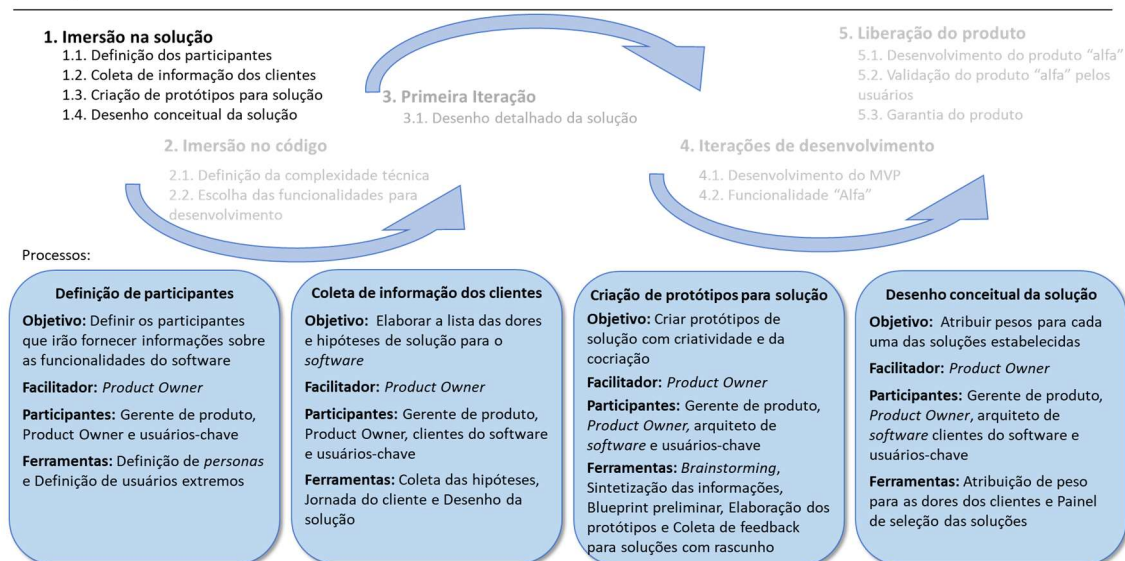 1. Imersão na solução
1.1. Definição dos participantes
1.2. Coleta de informação dos clientes
1.3. Criação de protótipos para solução
1.4. Desenho conceitual da solução
2. Imersão no código
2.1. Definição da complexidade técnica
2.2. Escolha das funcionalidades para
desenvolvimento
3. Primeira Iteração
3.1. Desenho detalhado da solução
4. Iterações de desenvolvimento
4.1. Desenvolvimento do MVP
4.2. Funcionalidade “Alfa”
5. Liberação do produto
5.1. Desenvolvimento do produto “alfa”
5.2. Validação do produto “alfa” pelos
usuários
5.3. Garantia do produto
Processos:
Definição de participantes
Objetivo: Definir os participantes
que irão fornecer informações sobre
as funcionalidades do software
Facilitador: Product Owner
Participantes: Gerente de produto,
Product Owner e usuários-chave
Ferramentas: Definição de personas
e Definição de usuários extremos
Coleta de informação dos clientes
Objetivo: Elaborar a lista das dores
e hipóteses de solução para o
software
Facilitador: Product Owner
Participantes: Gerente de produto,
Product Owner, clientes do software
e usuários-chave
Ferramentas: Coleta das hipóteses,
Jornada do cliente e Desenho da
solução
Criação de protótipos para solução
Objetivo: Criar protótipos de
solução com criatividade e da
cocriação
Facilitador: Product Owner
Participantes: Gerente de produto,
Product Owner, arquiteto de
software e usuários-chave
Ferramentas: Brainstorming,
Sintetização das informações,
Blueprint preliminar, Elaboração dos
protótipos e Coleta de feedback
para soluções com rascunho
Desenho conceitual da solução
Objetivo: Atribuir pesos para cada
uma das soluções estabelecidas
Facilitador: Product Owner
Participantes: Gerente de produto,
Product Owner, arquiteto de
software clientes do software e
usuários-chave
Ferramentas: Atribuição de peso
para as dores dos clientes e Painel
de seleção das soluções